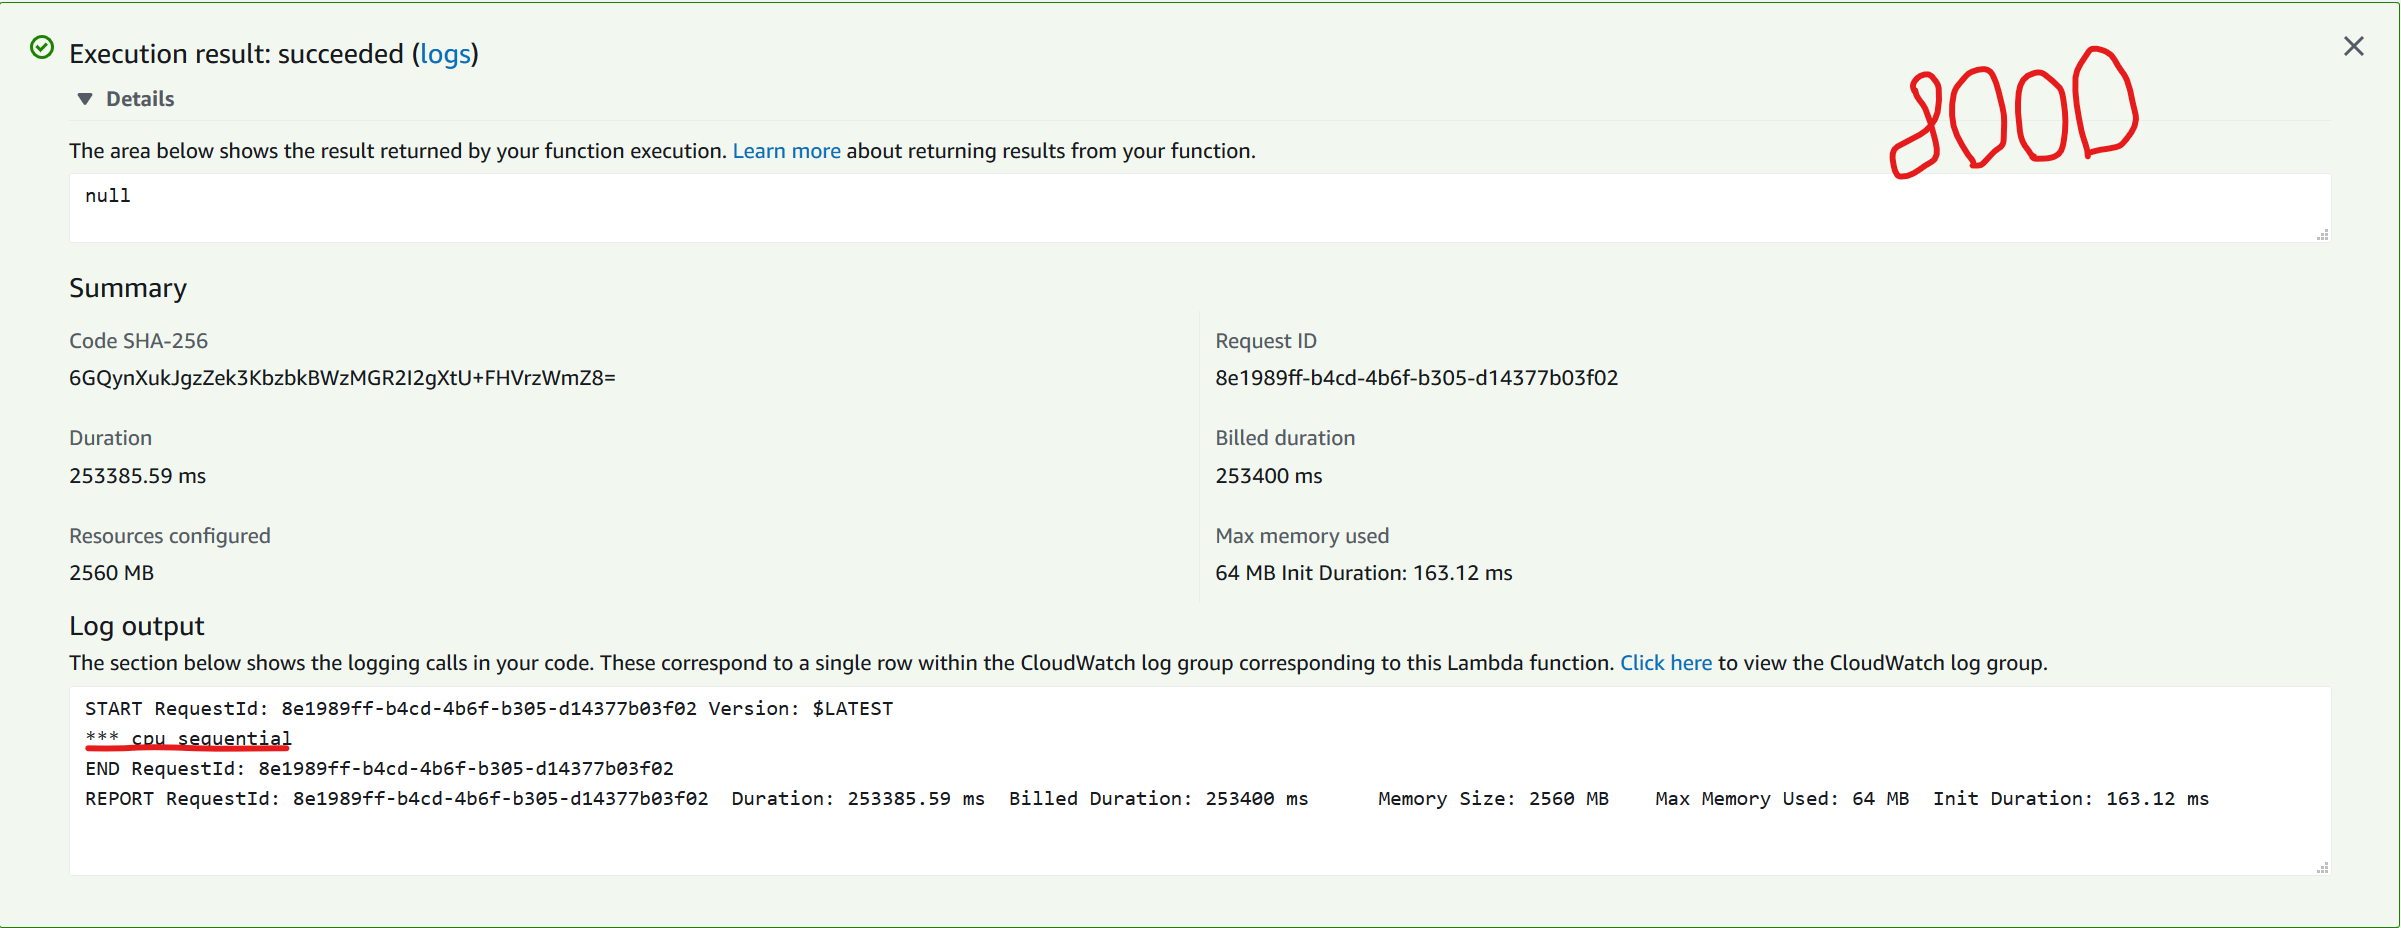 Execution result: succeeded (logs)
8000
Details
The area below shows the result returned by your function execution. Learn more about returning results from your function.
null
Summary
Code SHA-256
6GQynXukJgzZek3KbzbkBWzMGR2I2gXtU+FHVrzWmZ8=
Request ID
8e1989ff-b4cd-4b6f-b305-d14377b03f02
Duration
253385.59 ms
Billed duration
253400 ms
Resources configured
2560 MB
Max memory used
64 MB Init Duration: 163.12 ms
Log output
The section below shows the logging calls in your code. These correspond to a single row within the CloudWatch log group corresponding to this Lambda function. Click here to view the CloudWatch log group.
START RequestId: 8e1989ff-b4cd-4b6f-b305-d14377b03f02 Version: $LATEST
*** cpu sequential
END RequestId: 8e1989ff-b4cd-4b6f-b305-d14377b03f02
REPORT RequestId: 8e1989ff-b4cd-4b6f-b305-d14377b03f02 Duration: 253385.59 ms Billed Duration: 253400 ms Memory Size: 2560 MB Max Memory Used: 64 MB Init Duration: 163.12 ms